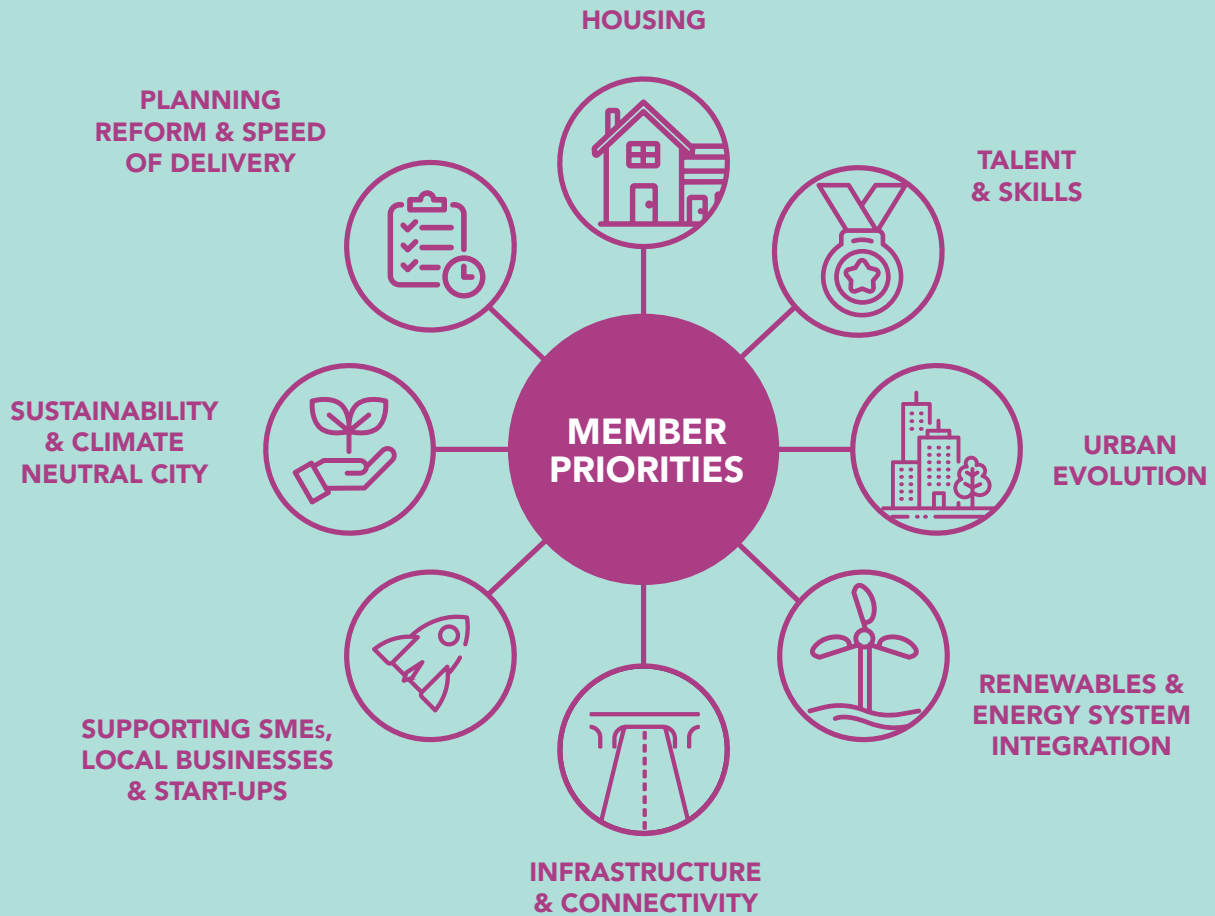 HOUSING
PLANNING
REFORM & SPEED
OF DELIVERY
TALENT
& SKILLS
SUSTAINABILITY
& CLIMATE
NEUTRAL CITY
MEMBER
PRIORITIES
URBAN
EVOLUTION
SUPPORTING SMEs,
LOCAL BUSINESSES
& START-UPS
RENEWABLES &
ENERGY SYSTEM
INTEGRATION
INFRASTRUCTURE
& CONNECTIVITY